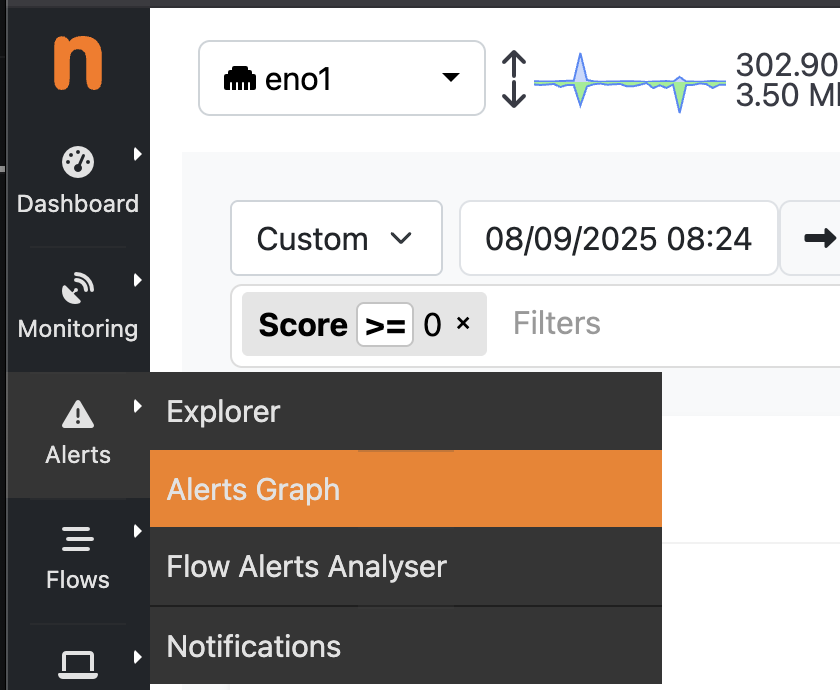 n
eno1
302.90
3.50
Dashboard
Custom
08/09/2025 08:24
Monitoring
Score >= 0 ×
Filters
Alerts
Explorer
Alerts Graph
Flow Alerts Analyser
Notifications
Flows